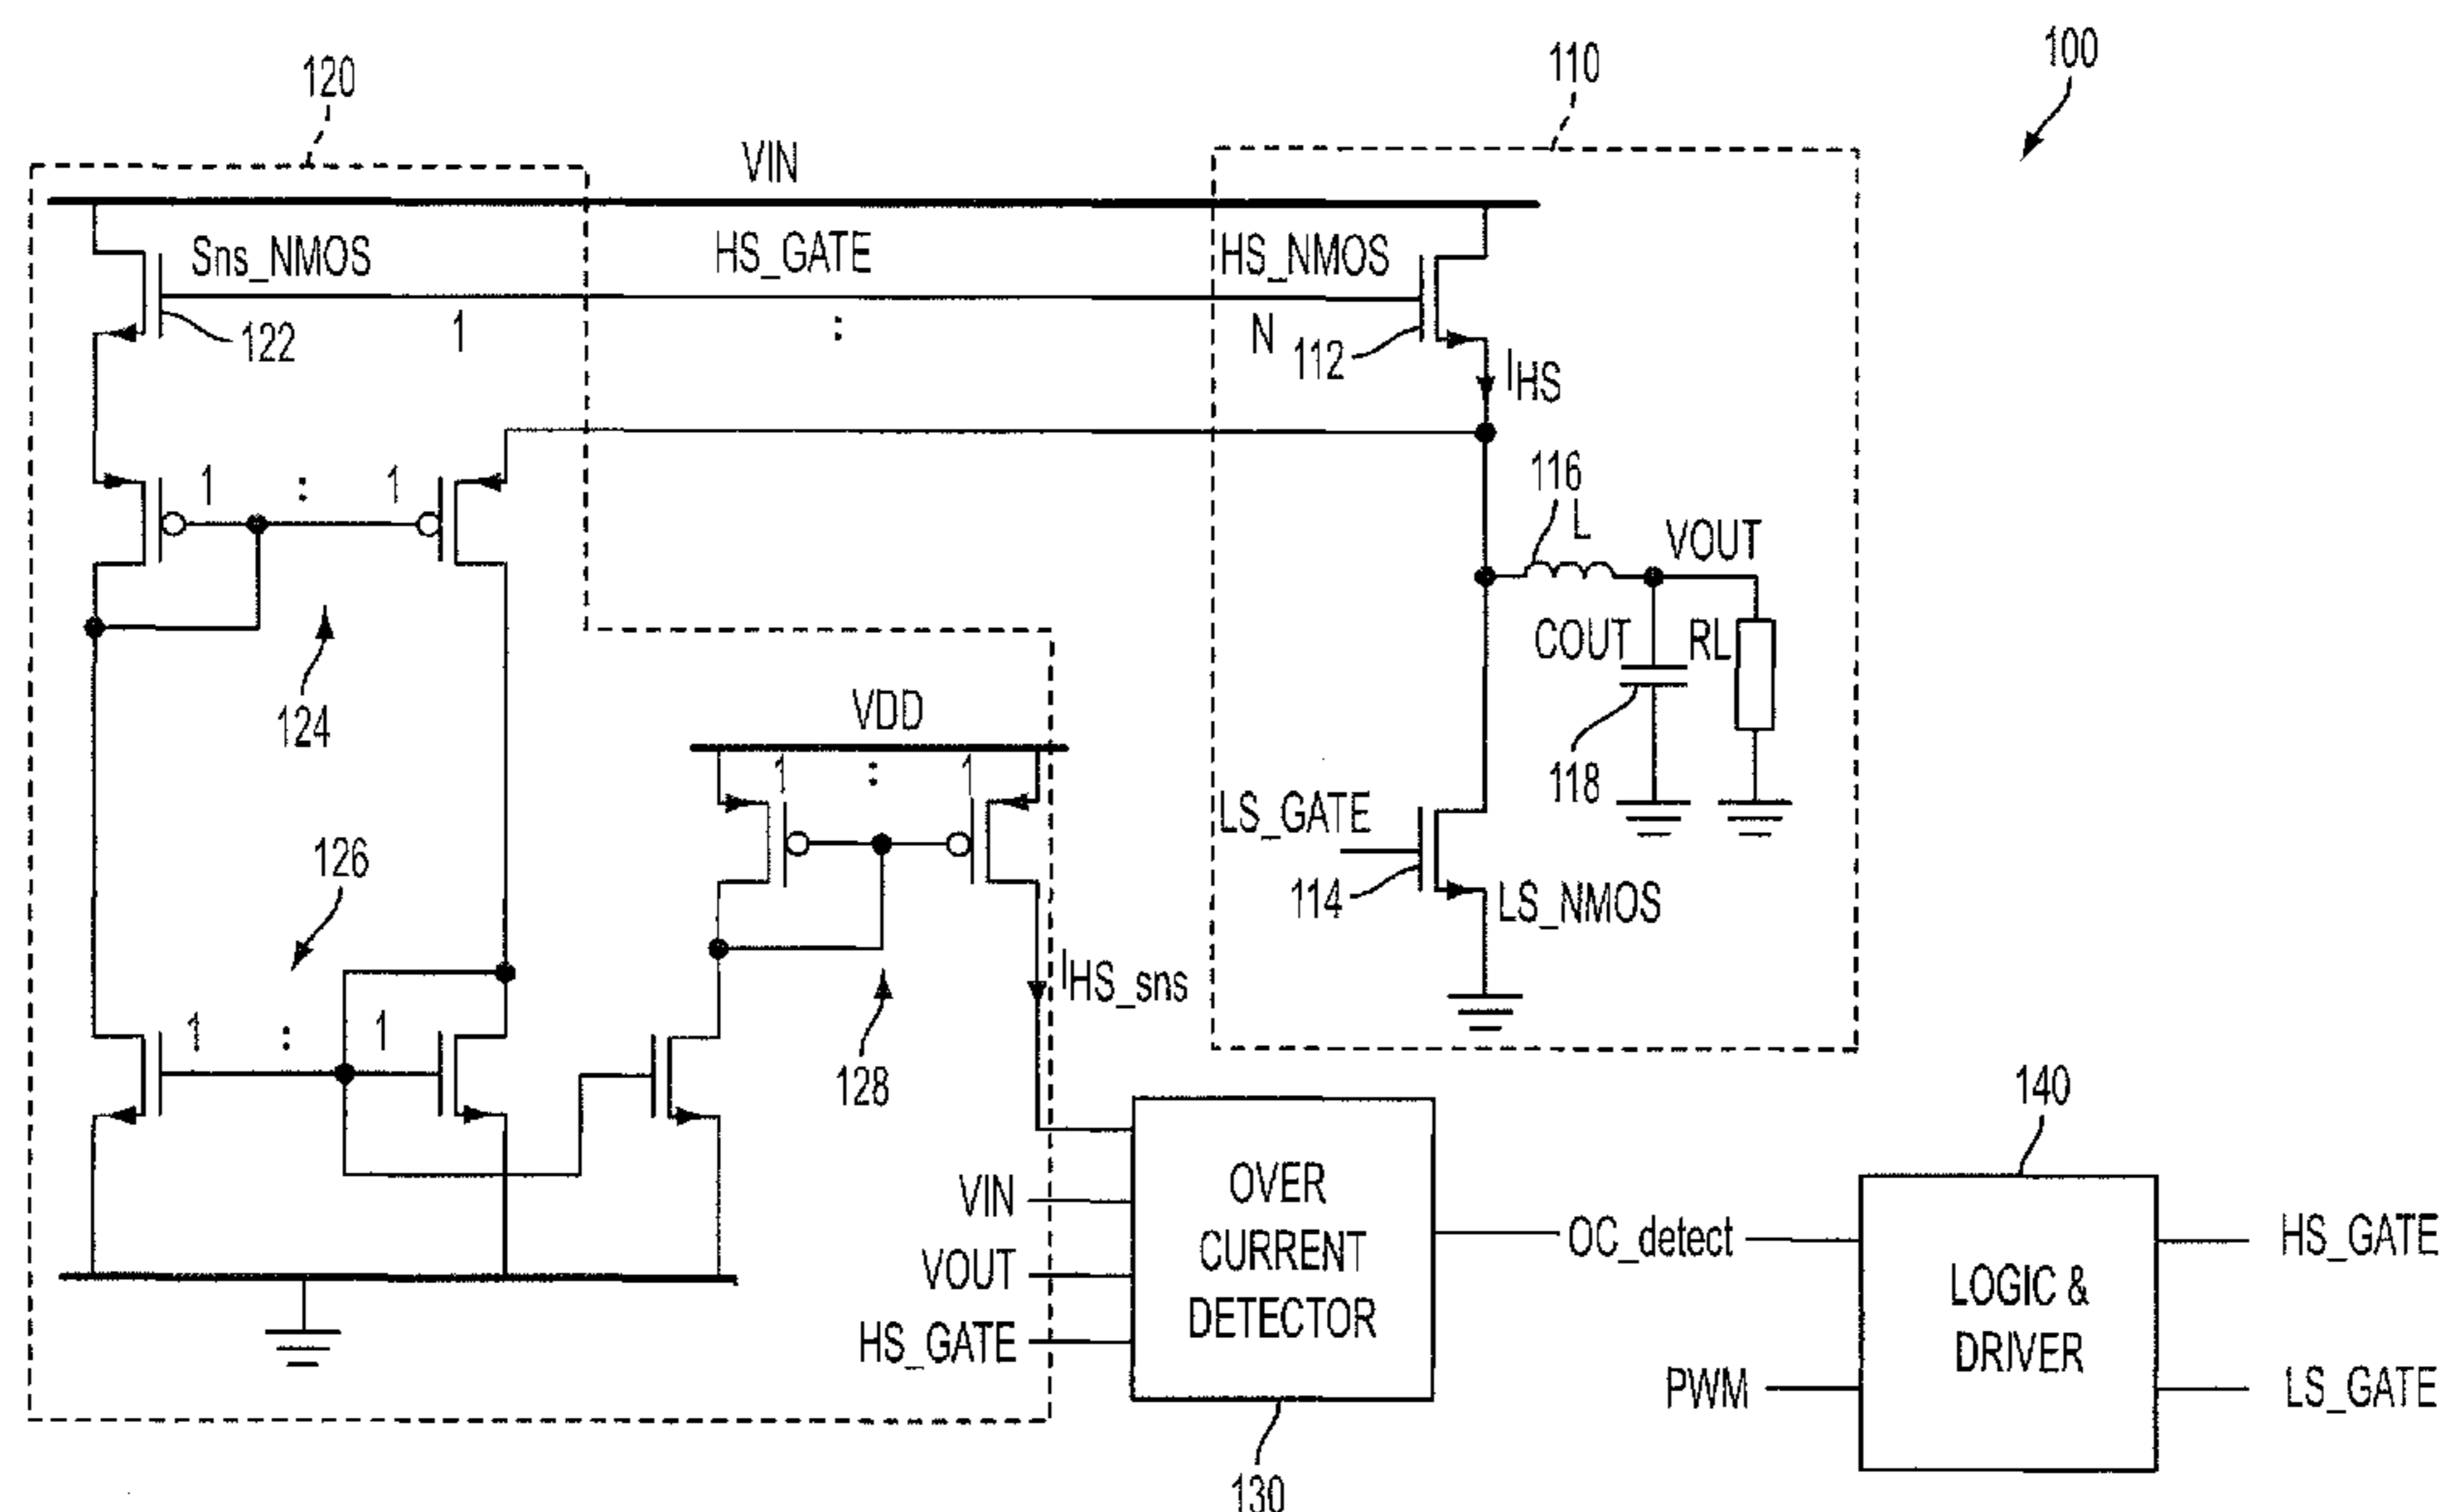 120
110
100
VIN
Sns_NMOS
HS_GATE
HS_NMOS
122
1
:
N
112
IHS
1 : 1
116
L
VOUT
COUT
RL
124
VDD
118
1 : 1
LS_GATE
126
114
LS_NMOS
IHS_sns
1 : 1
128
140
VIN
VOUT
HS_GATE
OVER
CURRENT
DETECTOR
OC_detect
PWM
LOGIC &
DRIVER
HS_GATE
LS_GATE
130